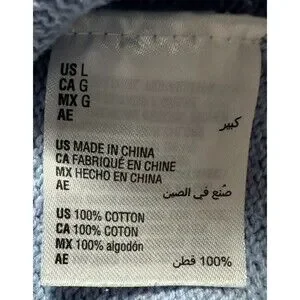 US L
CA G
MX G
AE كبير
US MADE IN CHINA
CA FABRIQUÉ EN CHINE
MX HECHO EN CHINA
AE صُنع في الصين
US 100% COTTON
CA 100% COTON
MX 100% algodón
AE 100% قطن